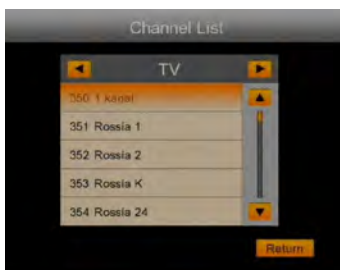 Channel List
TV
350 1 kanal
351 Rossia 1
352 Rossia 2
353 Rossia K
354 Rossia 24
Return